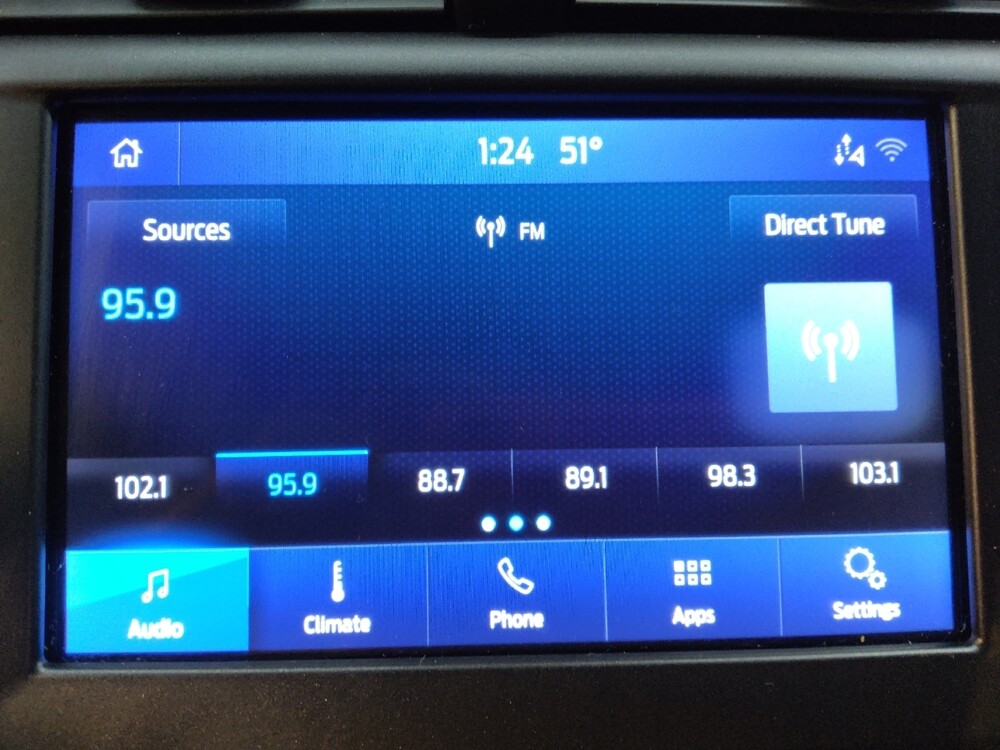 1:24 51°
Sources
FM
Direct Tune
95.9
102.1
95.9
88.7
89.1
98.3
103.1
Audio
Climate
Phone
Apps
Settings